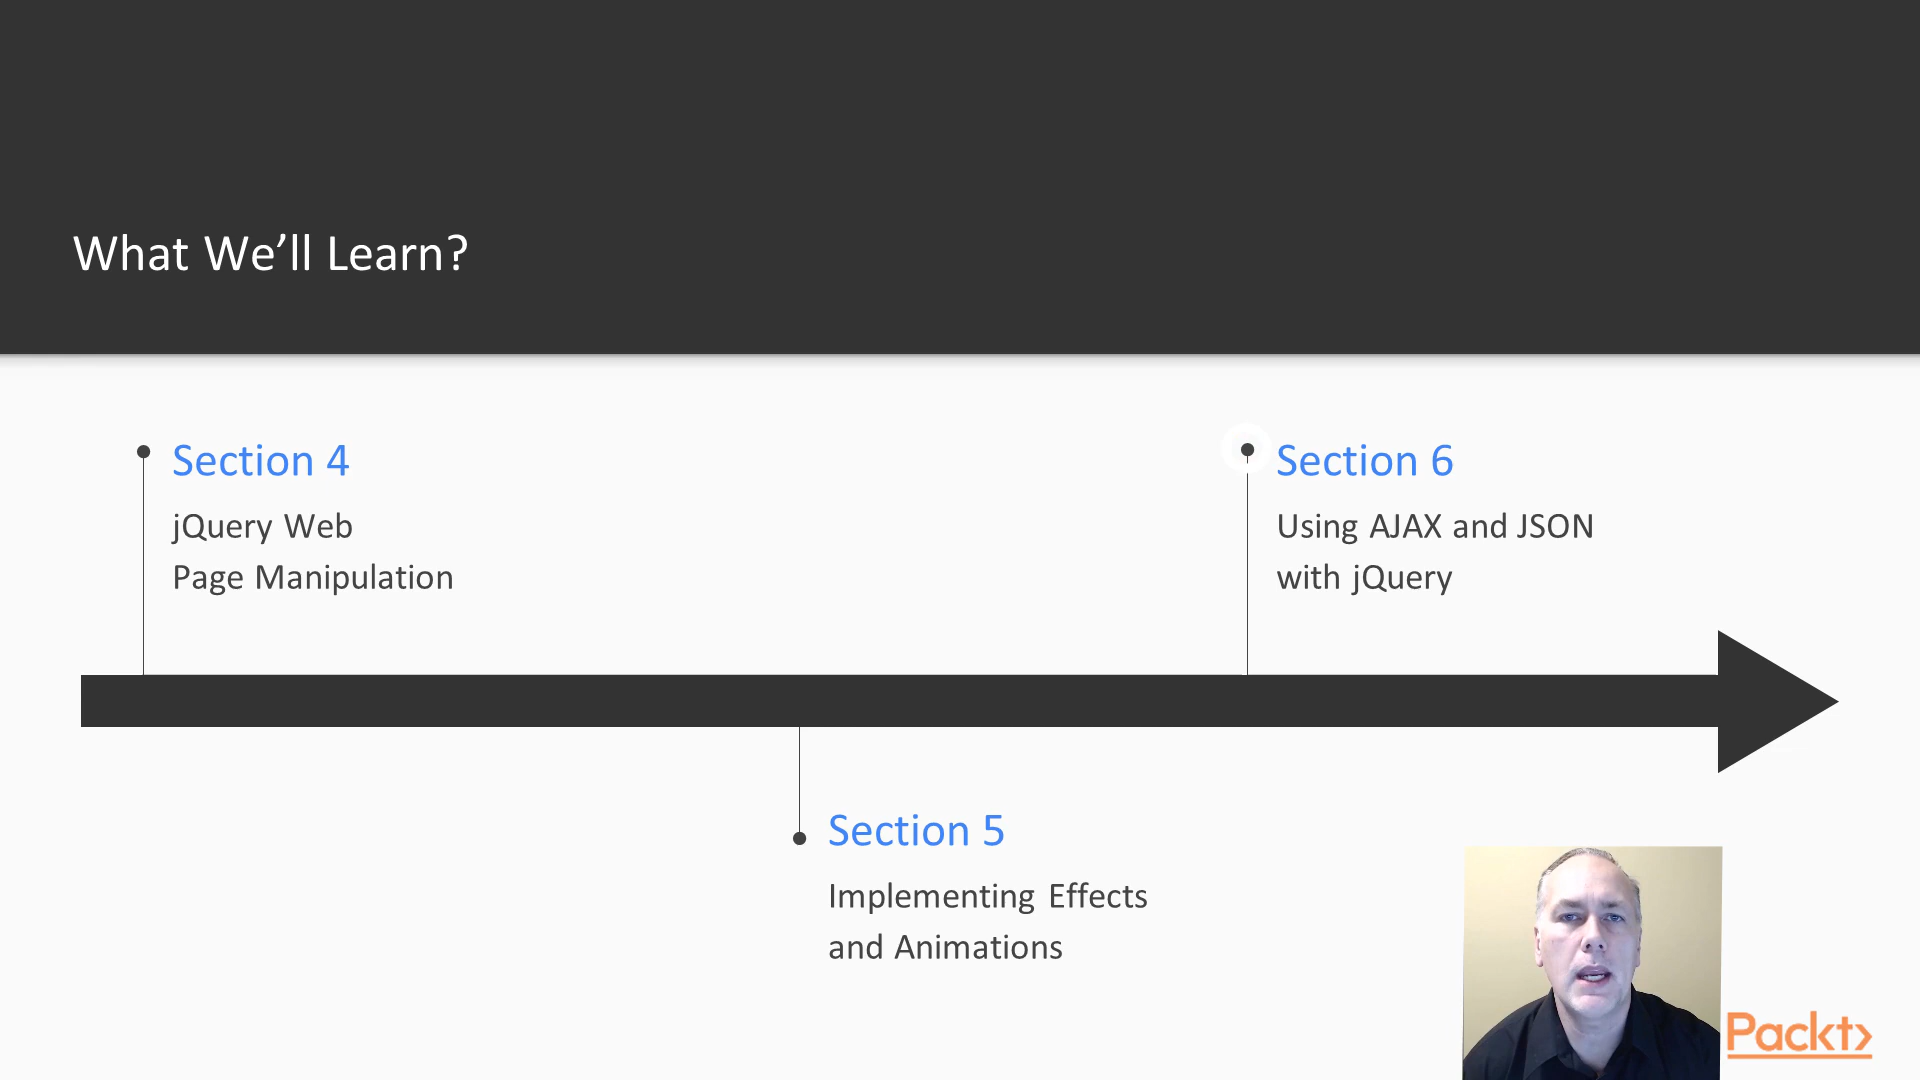 What We’ll Learn?
Section 4
jQuery Web
Page Manipulation
Section 6
Using AJAX and JSON
with jQuery
Section 5
Implementing Effects
and Animations
Packt>